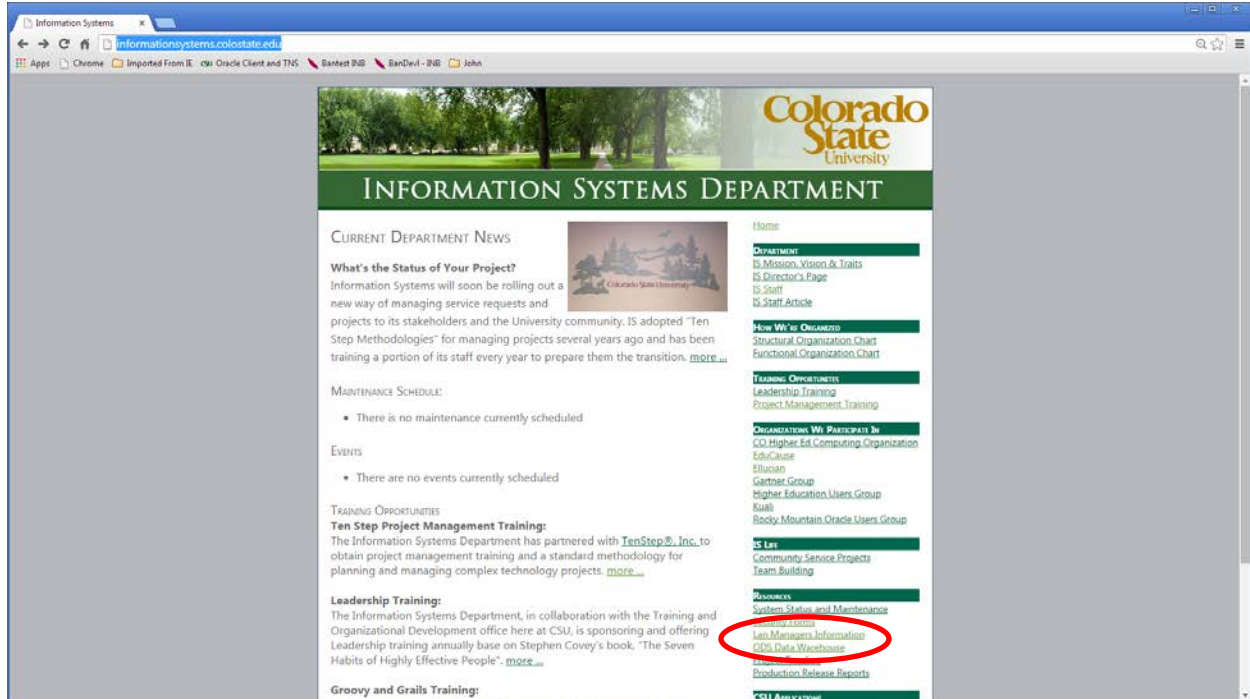 Information Systems
informationsystems.colostate.edu
Apps Chrome Imported From IE CSU Oracle Client and TNS Bantest INB BanDevl - INB John
Colorado
State
University
INFORMATION SYSTEMS DEPARTMENT
CURRENT DEPARTMENT NEWS
Colorado State University
What's the Status of Your Project?
Information Systems will soon be rolling out a
new way of managing service requests and
projects to its stakeholders and the University community. IS adopted "Ten
Step Methodologies" for managing projects several years ago and has been
training a portion of its staff every year to prepare them the transition. more ...
MAINTENANCE SCHEDULE:
• There is no maintenance currently scheduled
EVENTS
• There are no events currently scheduled
TRAINING OPPORTUNITIES
Ten Step Project Management Training:
The Information Systems Department has partnered with TenStep®, Inc. to
obtain project management training and a standard methodology for
planning and managing complex technology projects. more ...
Leadership Training:
The Information Systems Department, in collaboration with the Training and
Organizational Development office here at CSU, is sponsoring and offering
Leadership training annually base on Stephen Covey's book, "The Seven
Habits of Highly Effective People". more ...
Groovy and Grails Training:
Home
DEPARTMENT
IS Mission, Vision & Traits
IS Director's Page
IS Staff
IS Staff Article
HOW WE'RE ORGANIZED
Structural Organization Chart
Functional Organization Chart
TRAINING OPPORTUNITIES
Leadership Training
Project Management Training
ORGANIZATIONS WE PARTICIPATE IN
CO Higher Ed Computing Organization
EduCause
Ellucian
Gartner Group
Higher Education Users Group
Kuali
Rocky Mountain Oracle Users Group
IS LIFE
Community Service Projects
Team Building
RESOURCES
System Status and Maintenance
Security Forms
Lan Managers Information
ODS Data Warehouse
Production Release Reports
CSU APPLICATIONS